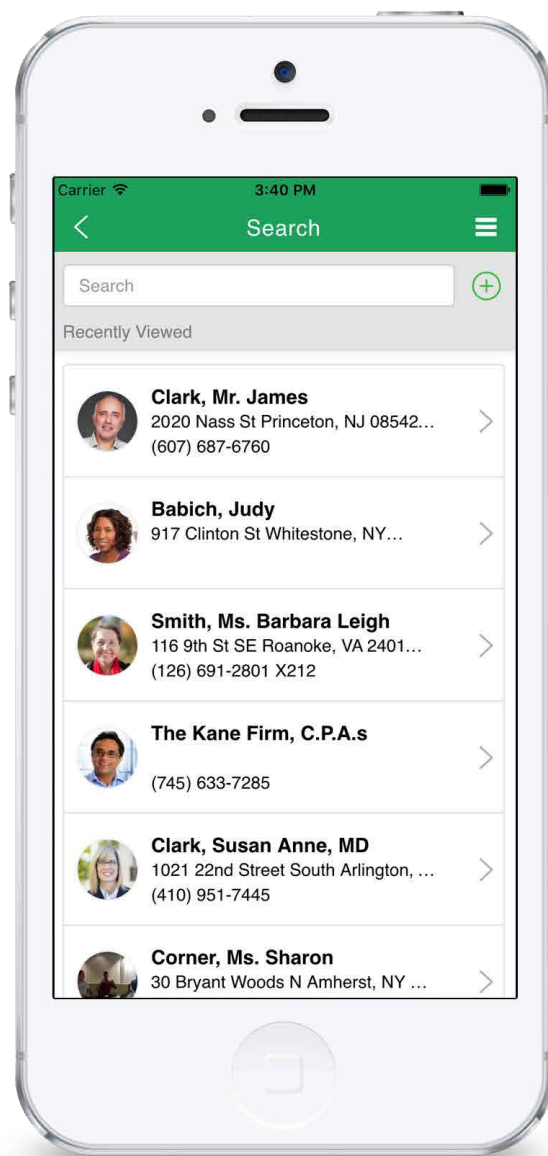 Carrier
3:40 PM
Search
Search
Recently Viewed
Clark, Mr. James
2020 Nass St Princeton, NJ 08542...
(607) 687-6760
Babich, Judy
917 Clinton St Whitestone, NY...
Smith, Ms. Barbara Leigh
116 9th St SE Roanoke, VA 2401...
(126) 691-2801 X212
The Kane Firm, C.P.A.s
(745) 633-7285
Clark, Susan Anne, MD
1021 22nd Street South Arlington, ...
(410) 951-7445
Corner, Ms. Sharon
30 Bryant Woods N Amherst, NY ...